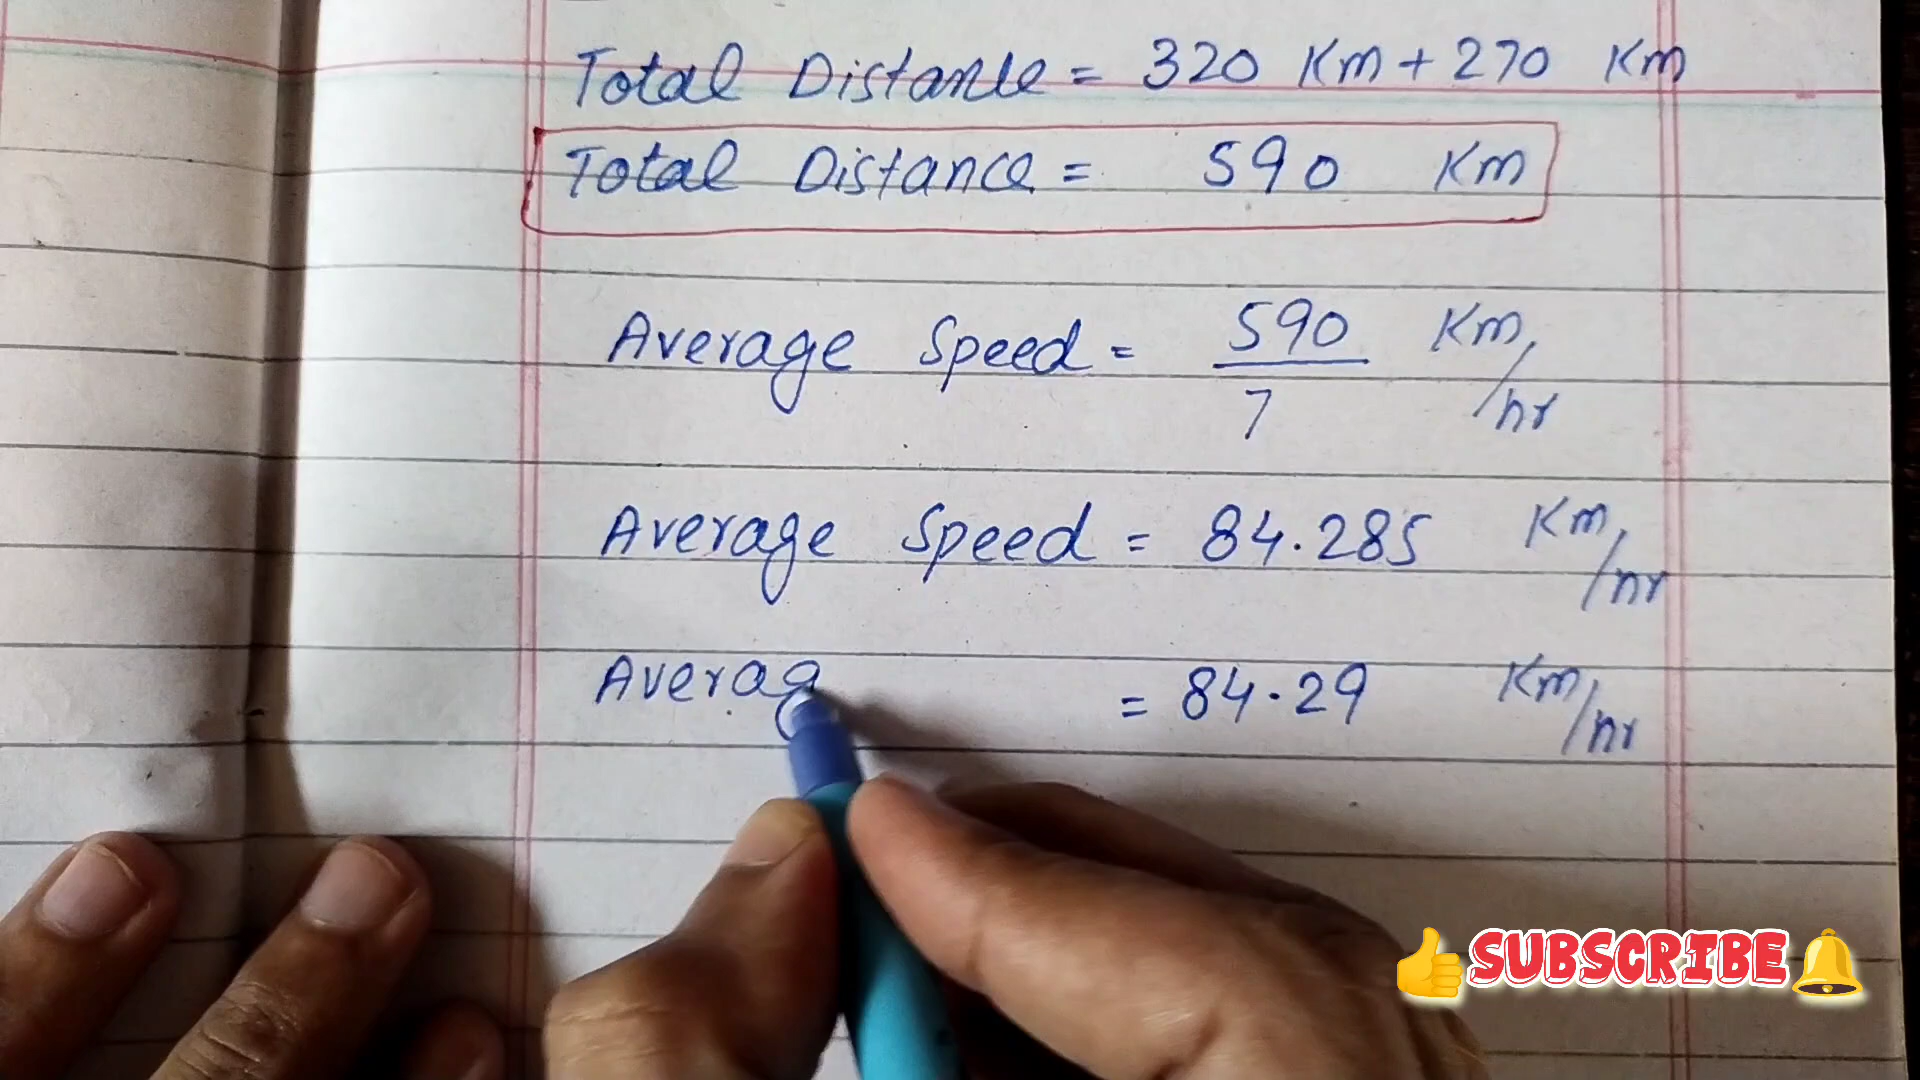 Total Distance = 320 Km + 270 Km
Total Distance = 590 Km
Average Speed = 590/7 Km/hr
Average Speed = 84.285 Km/hr
Averag = 84.29 Km/hr
SUBSCRIBE